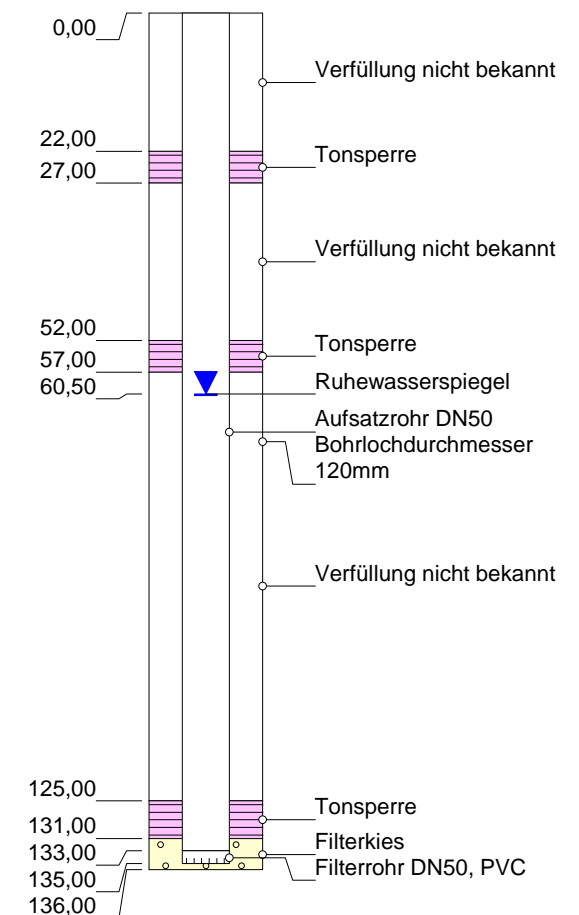 0,00
Verfüllung nicht bekannt
22,00
Tonsperre
27,00
Verfüllung nicht bekannt
52,00
Tonsperre
57,00
60,50
Ruhewasserspiegel
Aufsatzrohr DN50
Bohrlochdurchmesser
120mm
Verfüllung nicht bekannt
125,00
Tonsperre
131,00
Filterkies
133,00
Filterrohr DN50, PVC
135,00
136,00